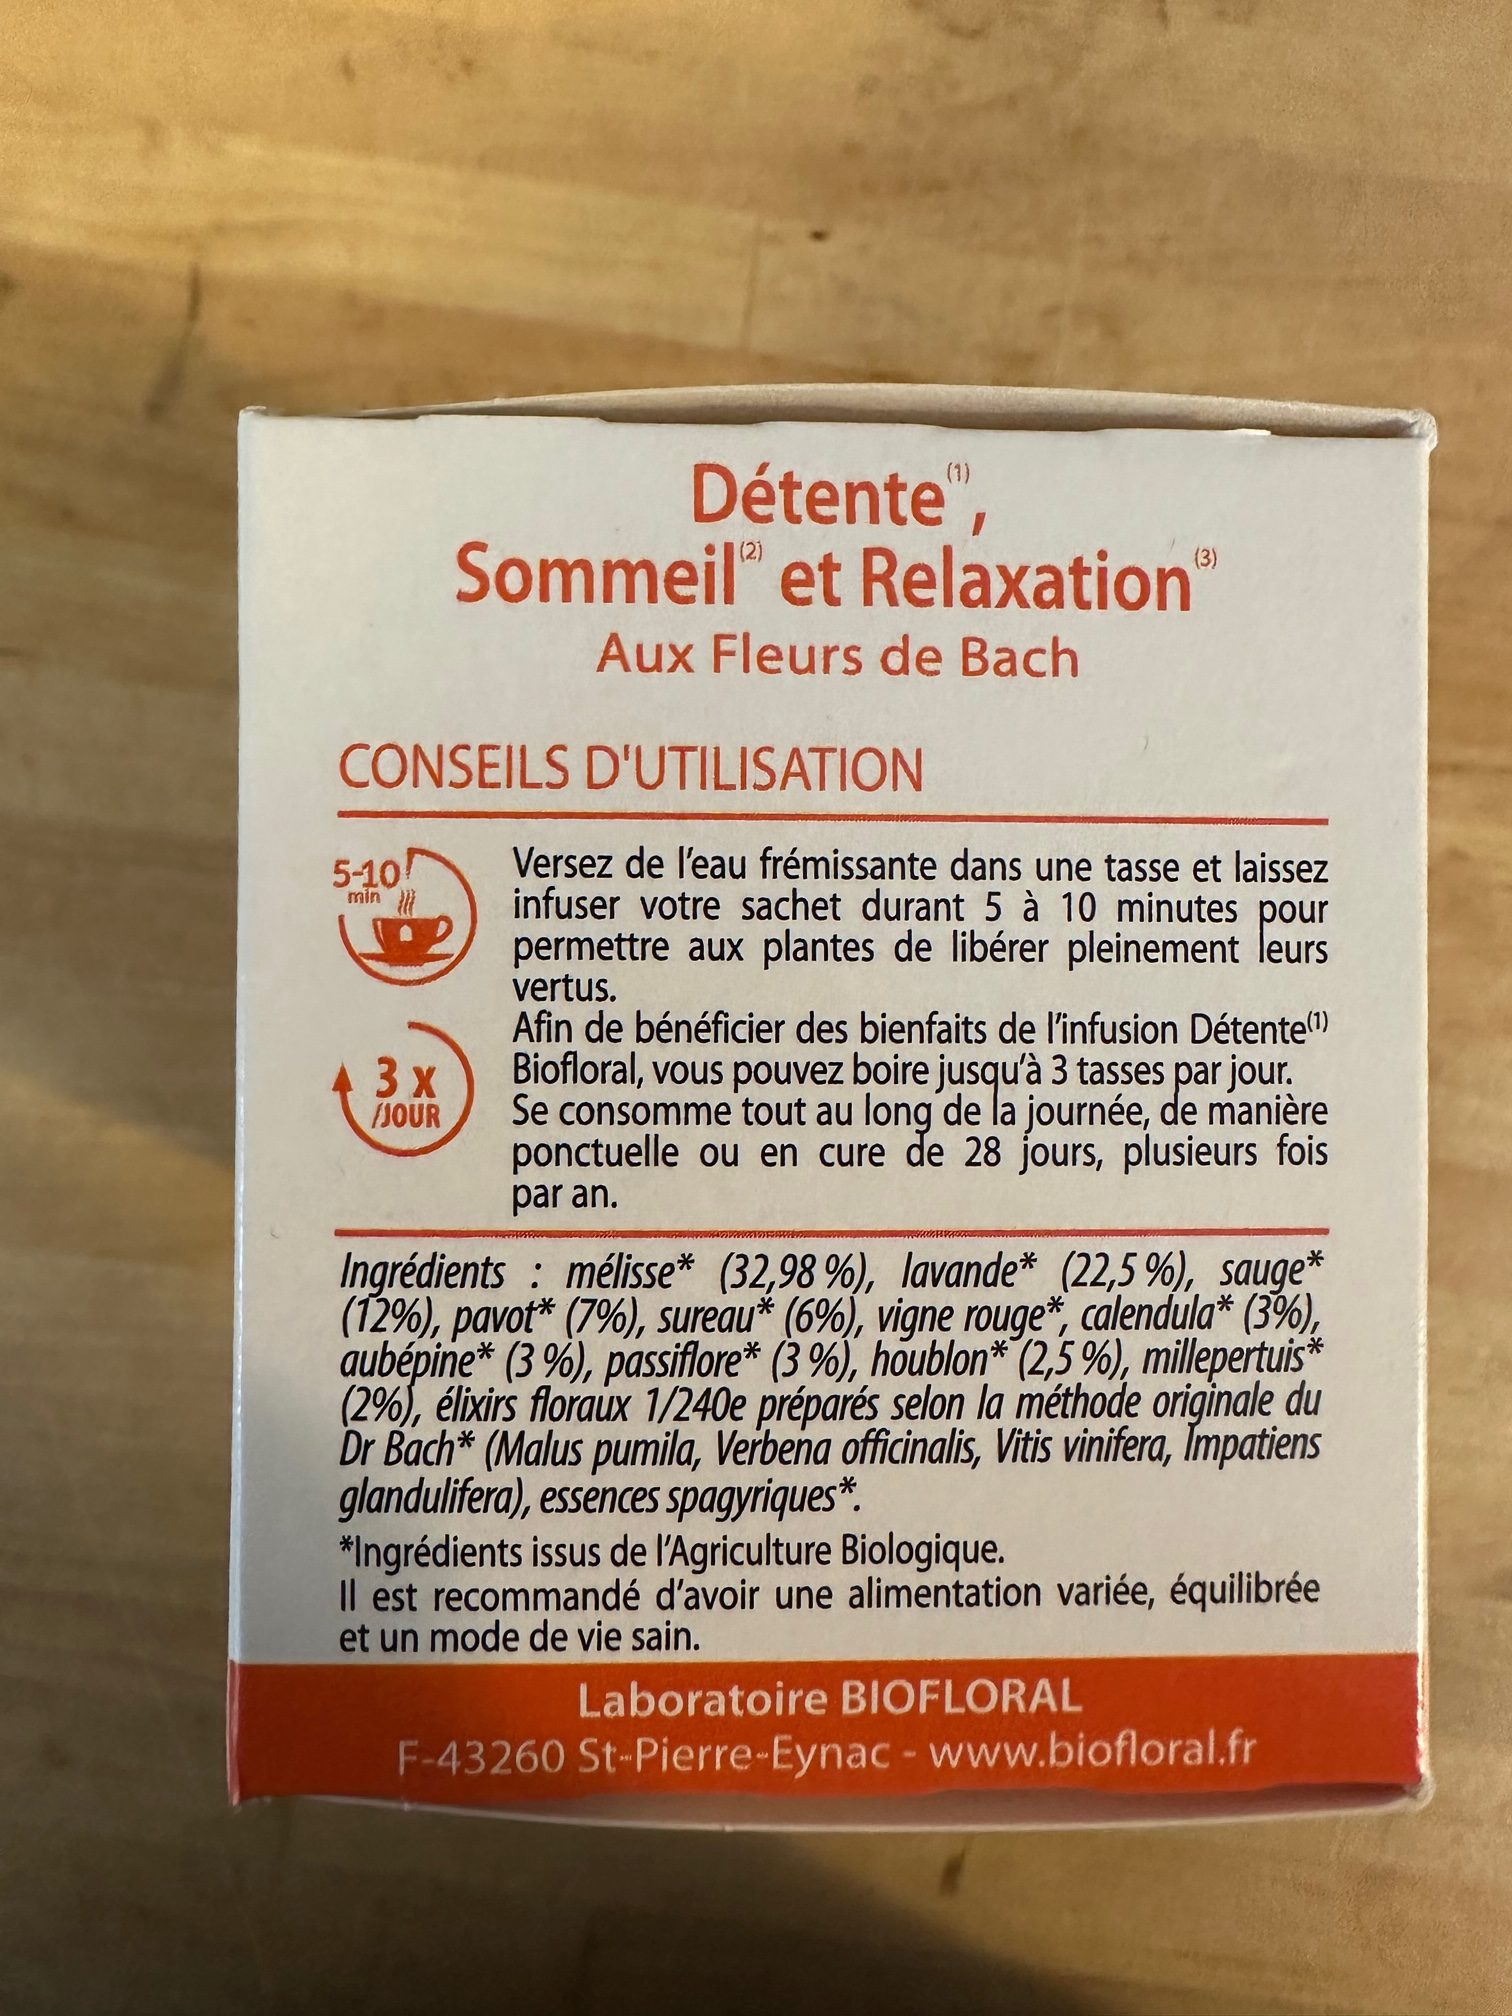 Détente(1),
Sommeil(2) et Relaxation(3)
Aux Fleurs de Bach
CONSEILS D'UTILISATION
5-10
min
Versez de l'eau frémissante dans une tasse et laissez
infuser votre sachet durant 5 à 10 minutes pour
permettre aux plantes de libérer pleinement leurs
vertus.
Afin de bénéficier des bienfaits de l'infusion Détente(1)
Biofloral, vous pouvez boire jusqu'à 3 tasses par jour.
3 x
/JOUR
Se consomme tout au long de la journée, de manière
ponctuelle ou en cure de 28 jours, plusieurs fois
par an.
Ingrédients : mélisse* (32,98 %), lavande* (22,5 %), sauge*
(12%), pavot* (7%), sureau* (6%), vigne rouge*, calendula* (3%),
aubépine* (3 %), passiflore* (3 %), houblon* (2,5 %), millepertuis*
(2%), élixirs floraux 1/240e préparés selon la méthode originale du
Dr Bach* (Malus pumila, Verbena officinalis, Vitis vinifera, Impatiens
glandulifera), essences spagyriques*.
*Ingrédients issus de l'Agriculture Biologique.
Il est recommandé d'avoir une alimentation variée, équilibrée
et un mode de vie sain.
Laboratoire BIOFLORAL
F-43260 St-Pierre-Eynac - www.biofloral.fr